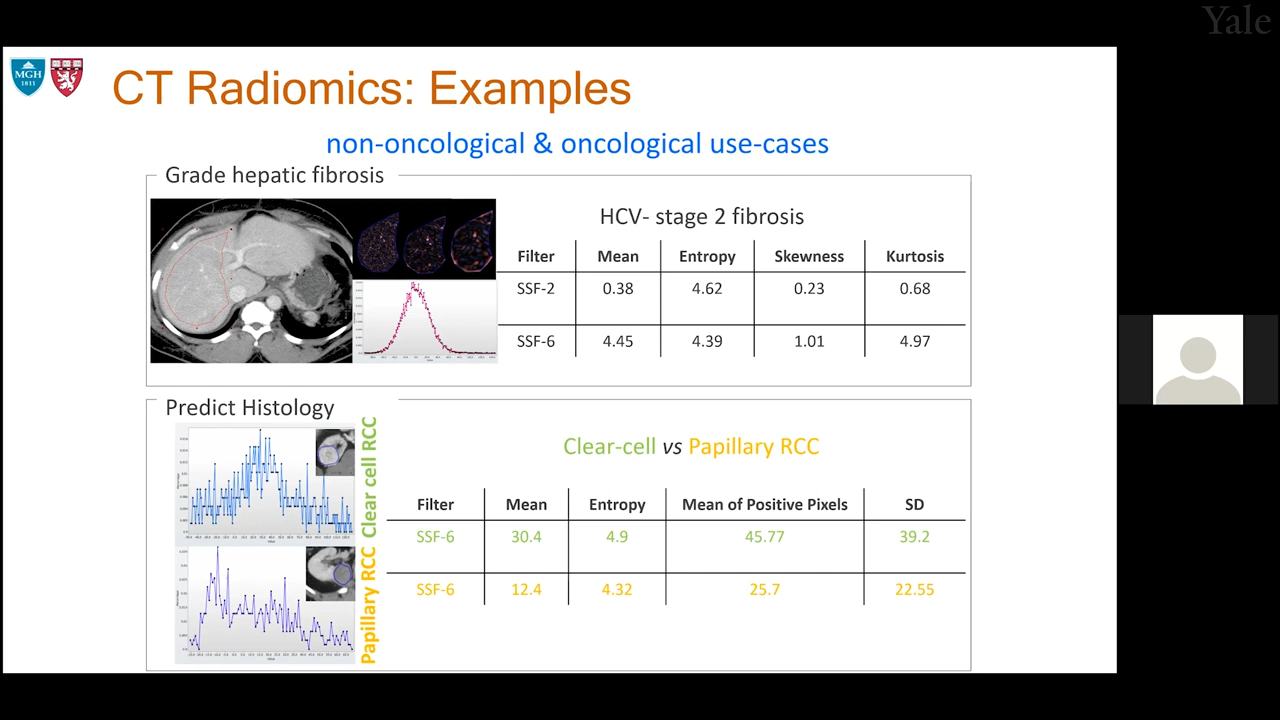 Yale
MGH
1811
CT Radiomics: Examples
non-oncological & oncological use-cases
Grade hepatic fibrosis
HCV- stage 2 fibrosis
Filter Mean Entropy Skewness Kurtosis
SSF-2 0.38 4.62 0.23 0.68
SSF-6 4.45 4.39 1.01 4.97
Predict Histology
Clear cell RCC
Papillary RCC
Clear-cell vs Papillary RCC
Filter Mean Entropy Mean of Positive Pixels SD
SSF-6 30.4 4.9 45.77 39.2
SSF-6 12.4 4.32 25.7 22.55